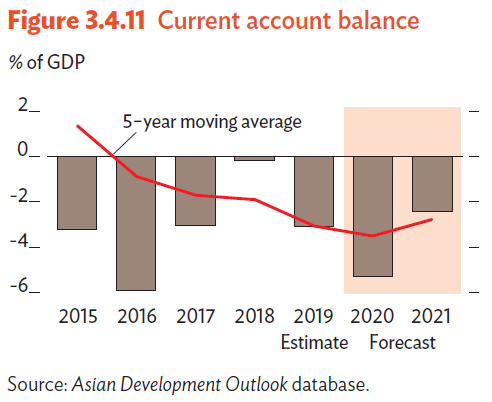 Figure 3.4.11 Current account balance
% of GDP
2
5-year moving average
0
-2
-4
-6
2015 2016 2017 2018 2019 2020 2021
Estimate Forecast
Source: Asian Development Outlook database.